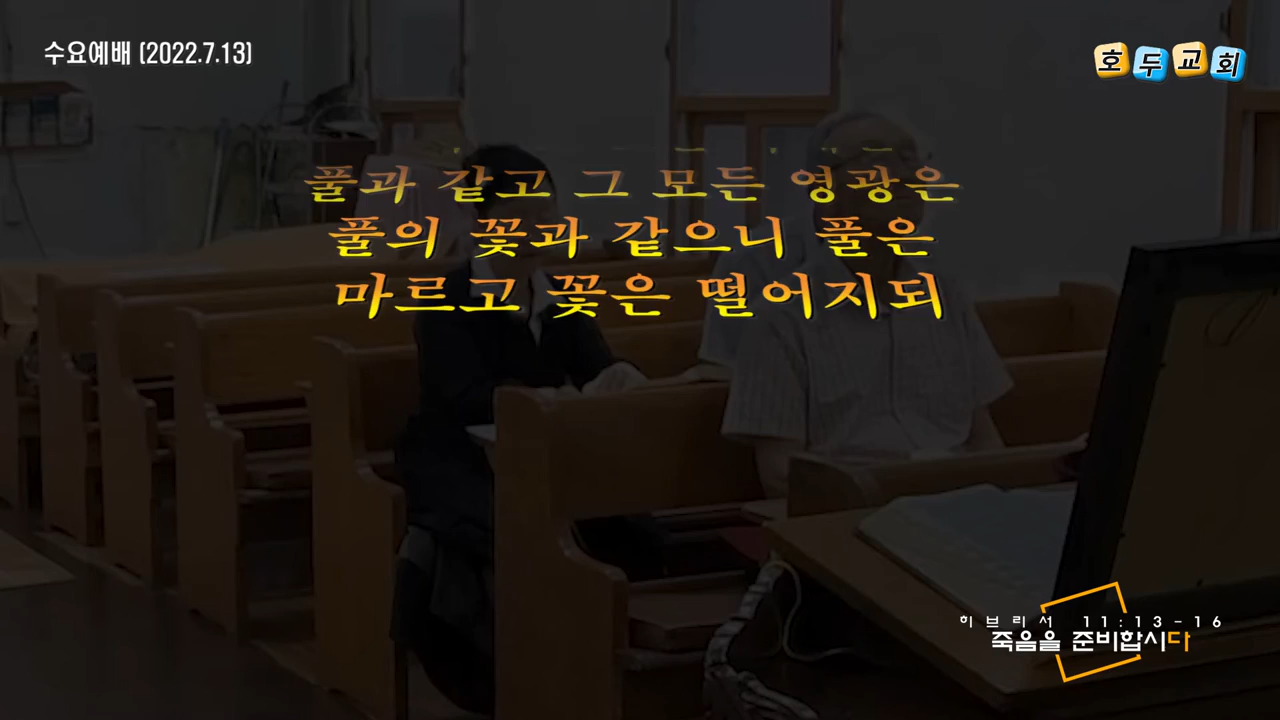 수요예배 (2022.7.13)
호두교회
풀과 같고 그 모든 영광은
풀의 꽃과 같으니 풀은
마르고 꽃은 떨어지되
히브리서 11:13-16
죽음을 준비합시다